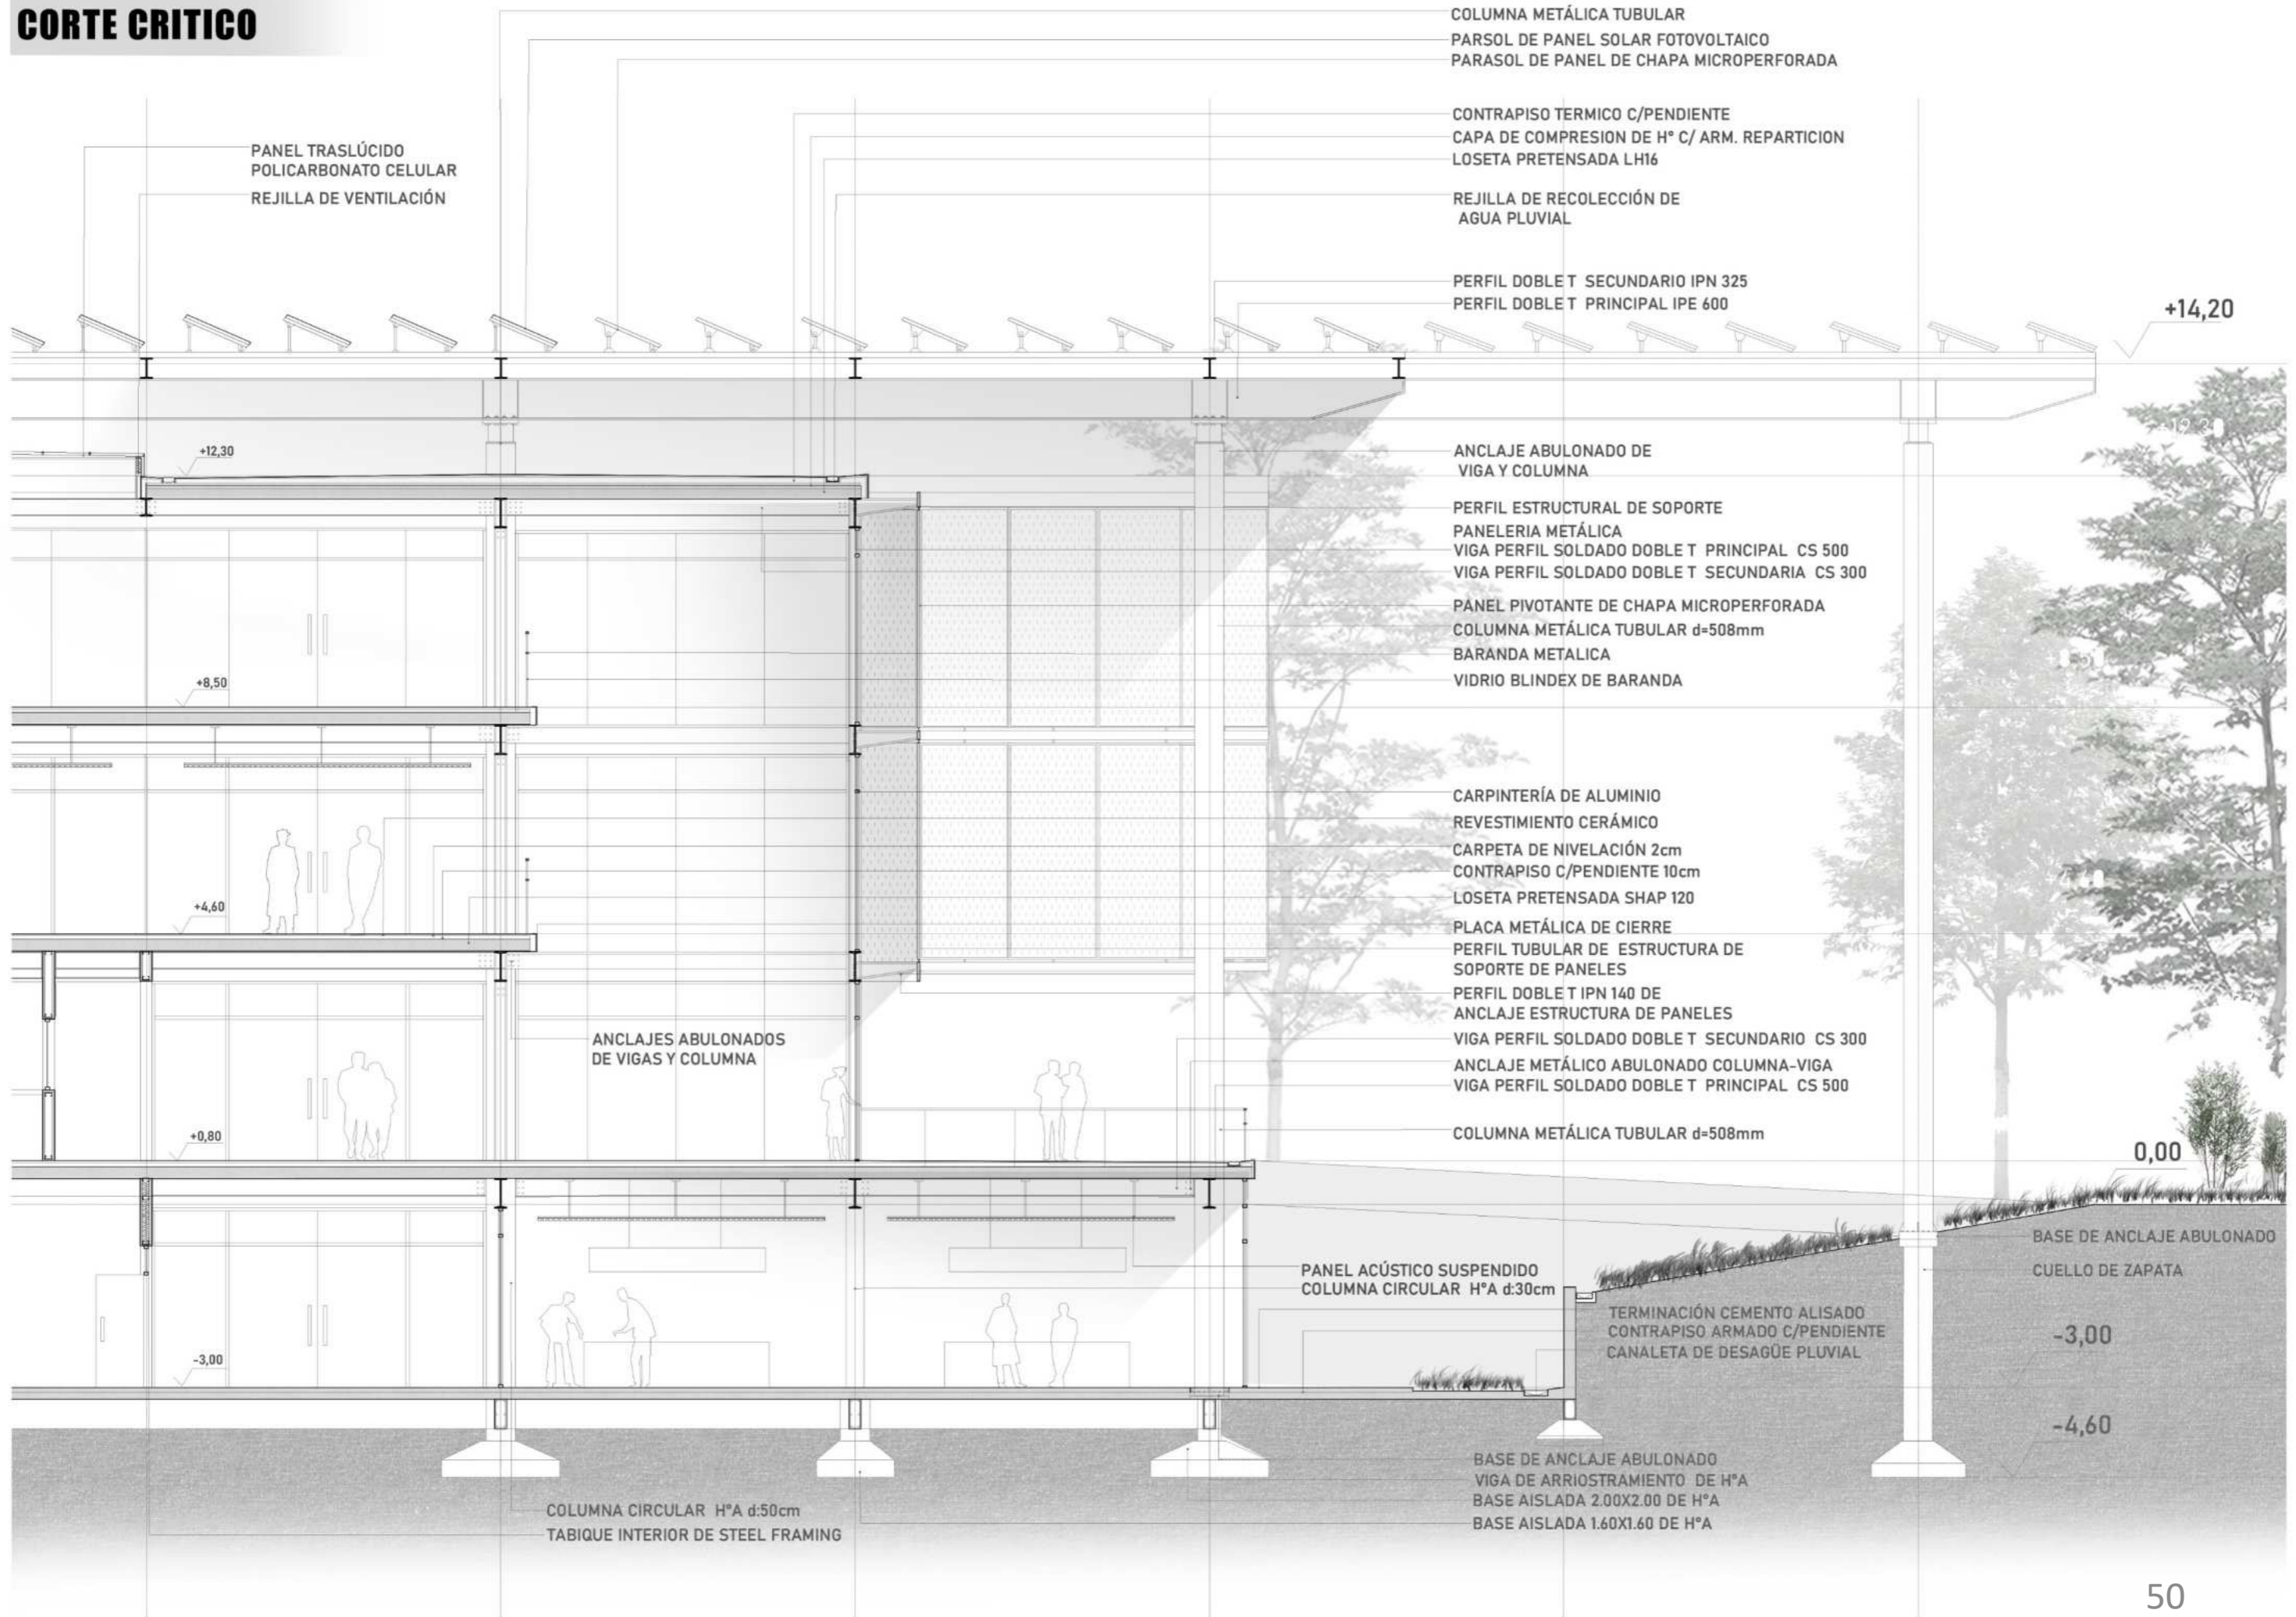 CORTE CRITICO
COLUMNA METÁLICA TUBULAR
PARSOL DE PANEL SOLAR FOTOVOLTAICO
PARASOL DE PANEL DE CHAPA MICROPERFORADA
CONTRAPISO TERMICO C/PENDIENTE
CAPA DE COMPRESION DE H° C/ ARM. REPARTICION
LOSETA PRETENSADA LH16
REJILLA DE RECOLECCIÓN DE
AGUA PLUVIAL
PANEL TRASLÚCIDO
POLICARBONATO CELULAR
REJILLA DE VENTILACIÓN
PERFIL DOBLE T SECUNDARIO IPN 325
PERFIL DOBLE T PRINCIPAL IPE 600
+14,20
+12,30
ANCLAJE ABULONADO DE
VIGA Y COLUMNA
PERFIL ESTRUCTURAL DE SOPORTE
PANELERIA METÁLICA
VIGA PERFIL SOLDADO DOBLE T PRINCIPAL CS 500
VIGA PERFIL SOLDADO DOBLE T SECUNDARIA CS 300
PANEL PIVOTANTE DE CHAPA MICROPERFORADA
COLUMNA METÁLICA TUBULAR d=508mm
BARANDA METALICA
VIDRIO BLINDEX DE BARANDA
+8,50
CARPINTERÍA DE ALUMINIO
REVESTIMIENTO CERÁMICO
CARPETA DE NIVELACIÓN 2cm
CONTRAPISO C/PENDIENTE 10cm
LOSETA PRETENSADA SHAP 120
+4,60
PLACA METÁLICA DE CIERRE
PERFIL TUBULAR DE ESTRUCTURA DE
SOPORTE DE PANELES
PERFIL DOBLE T IPN 140 DE
ANCLAJE ESTRUCTURA DE PANELES
VIGA PERFIL SOLDADO DOBLE T SECUNDARIO CS 300
ANCLAJE METÁLICO ABULONADO COLUMNA-VIGA
VIGA PERFIL SOLDADO DOBLE T PRINCIPAL CS 500
ANCLAJES ABULONADOS
DE VIGAS Y COLUMNA
COLUMNA METÁLICA TUBULAR d=508mm
+0,80
0,00
BASE DE ANCLAJE ABULONADO
CUELLO DE ZAPATA
PANEL ACÚSTICO SUSPENDIDO
COLUMNA CIRCULAR H°A d:30cm
TERMINACIÓN CEMENTO ALISADO
CONTRAPISO ARMADO C/PENDIENTE
CANALETA DE DESAGÜE PLUVIAL
-3,00
-3,00
-4,60
BASE DE ANCLAJE ABULONADO
VIGA DE ARRIOSTRAMIENTO DE H°A
BASE AISLADA 2.00X2.00 DE H°A
BASE AISLADA 1.60X1.60 DE H°A
COLUMNA CIRCULAR H°A d:50cm
TABIQUE INTERIOR DE STEEL FRAMING
50